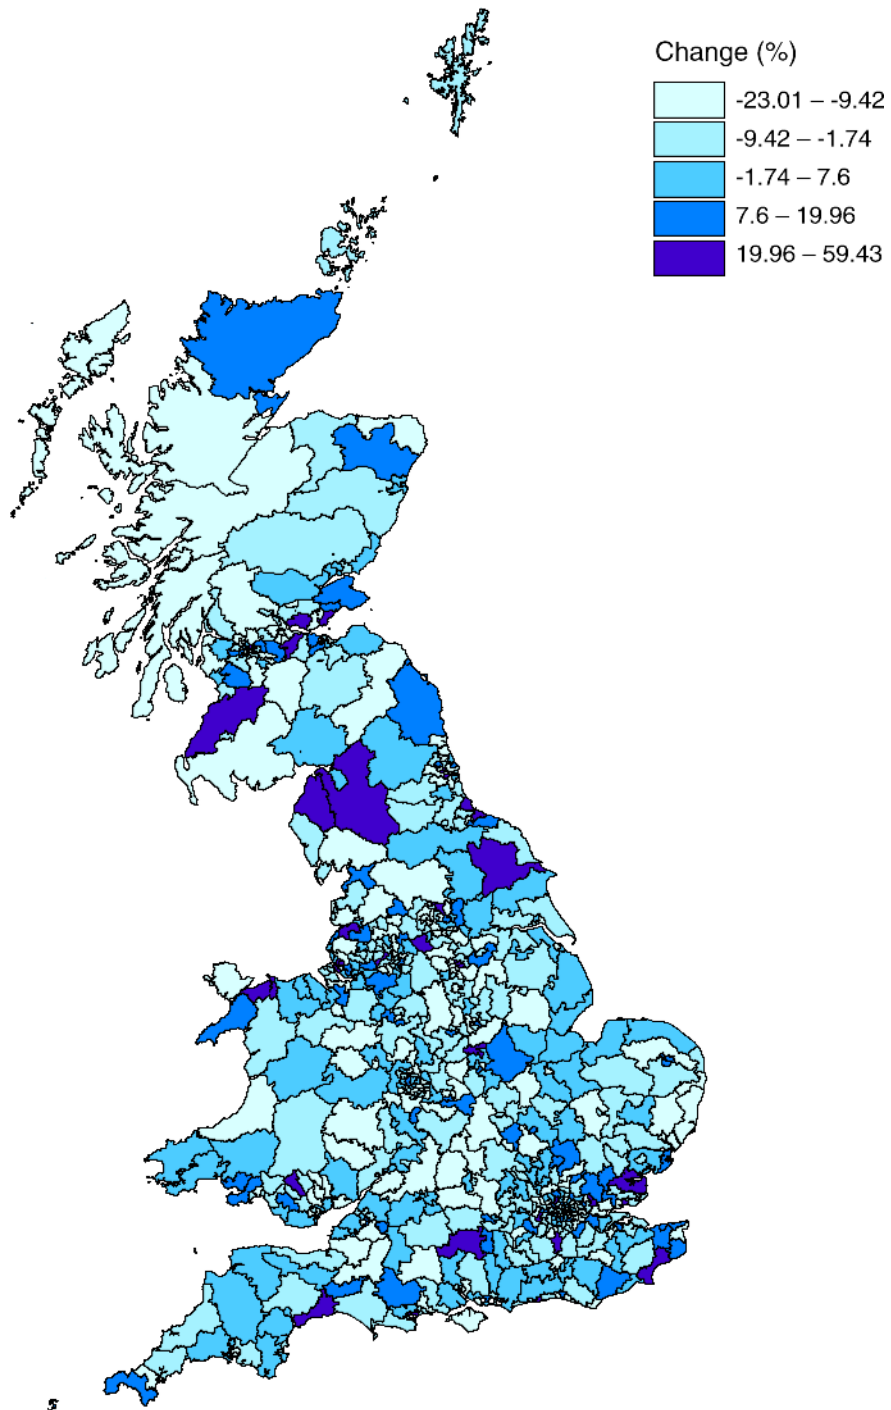 Change (%)
-23.01 – -9.42
-9.42 – -1.74
-1.74 – 7.6
7.6 – 19.96
19.96 – 59.43